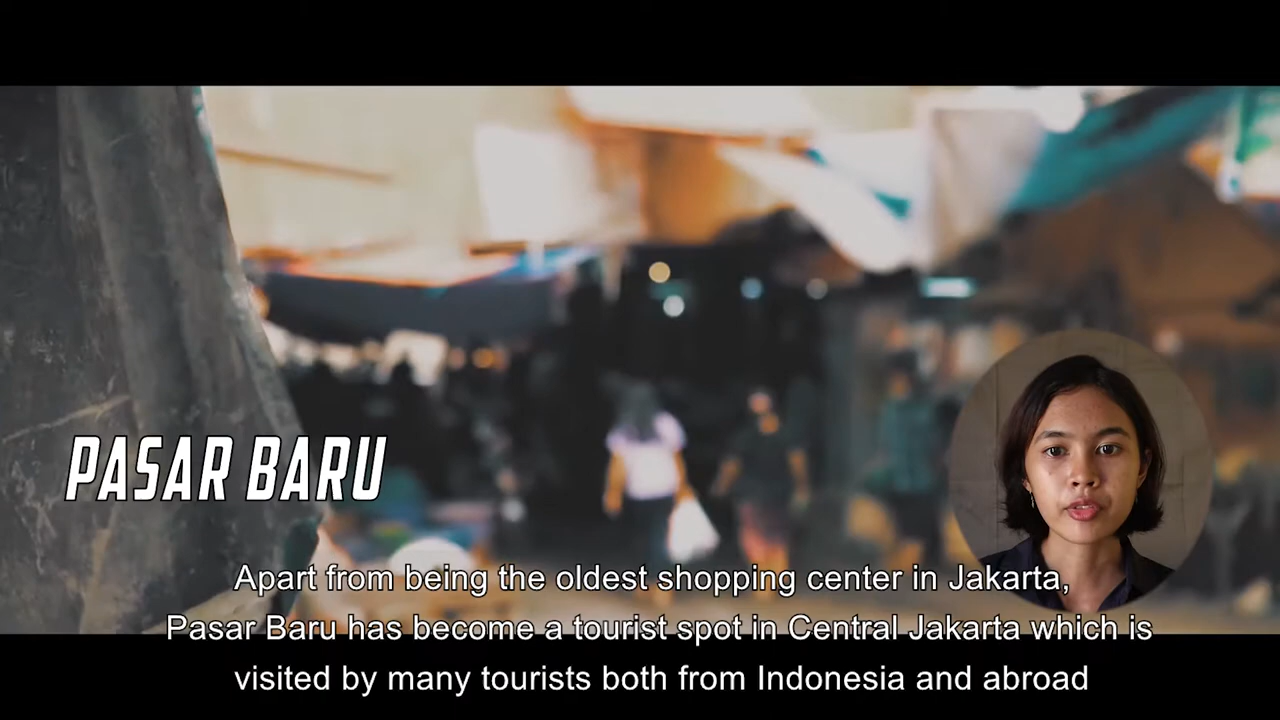 PASAR BARU
Apart from being the oldest shopping center in Jakarta,
Pasar Baru has become a tourist spot in Central Jakarta which is
visited by many tourists both from Indonesia and abroad